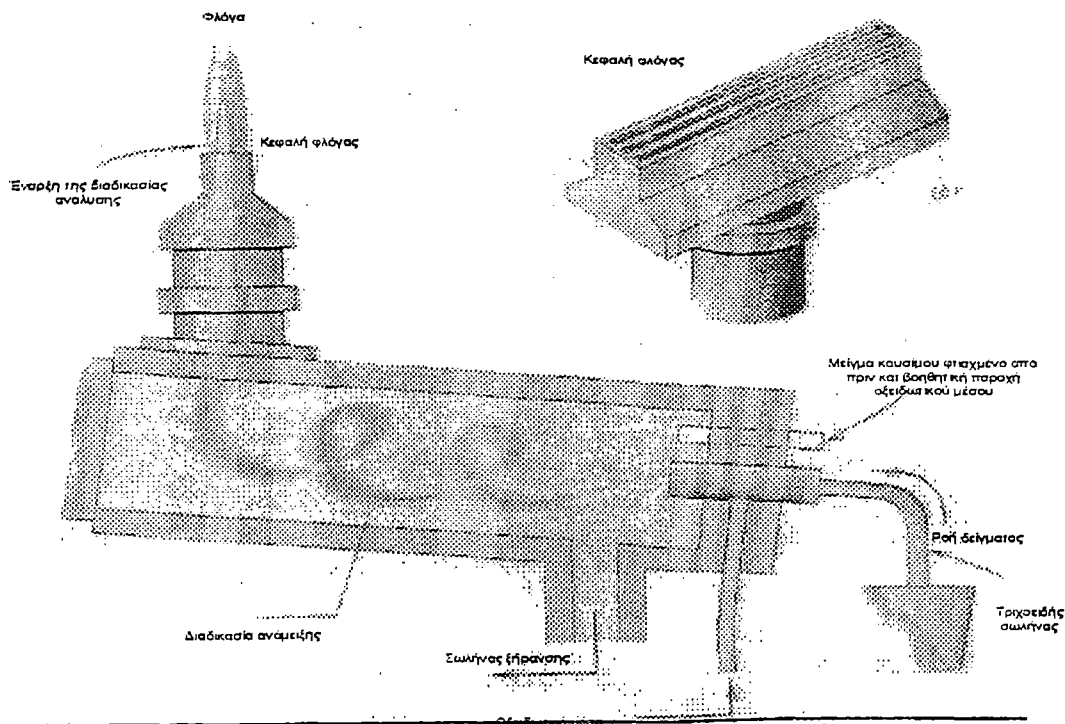 Φλόγα
Κεφαλή φλόγας
Κεφαλή φλόγας
Έναρξη της διαδικασίας
ανάλυσης
Μείγμα καυσίμου φτιαγμένο από
πριν και βοηθητική παροχή
οξειδωτικού μέσου
Ροή δείγματος
Τριχοειδής
σωλήνας
Διαδικασία ανάμειξης
Σωλήνας ξήρανσης